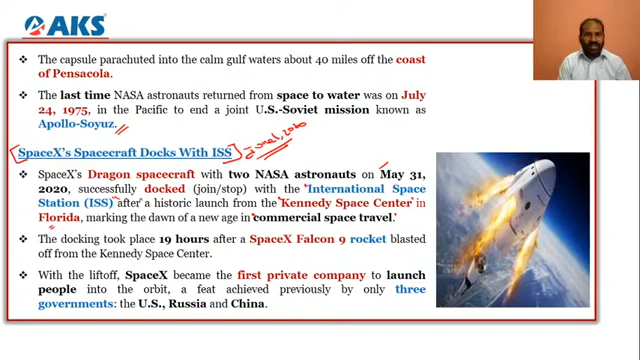 AKS
❖ The capsule parachuted into the calm gulf waters about 40 miles off the coast
of Pensacola.
❖ The last time NASA astronauts returned from space to water was on July
24, 1975, in the Pacific to end a joint U.S.-Soviet mission known as
Apollo-Soyuz.
SpaceX's Spacecraft Docks With ISS
June 1, 2020
❖ SpaceX's Dragon spacecraft with two NASA astronauts on May 31,
2020, successfully docked (join/stop) with the International Space
Station (ISS) after a historic launch from the Kennedy Space Center in
Florida, marking the dawn of a new age in commercial space travel.
❖ The docking took place 19 hours after a SpaceX Falcon 9 rocket blasted
off from the Kennedy Space Center.
❖ With the liftoff, SpaceX became the first private company to launch
people into the orbit, a feat achieved previously by only three
governments: the U.S., Russia and China.